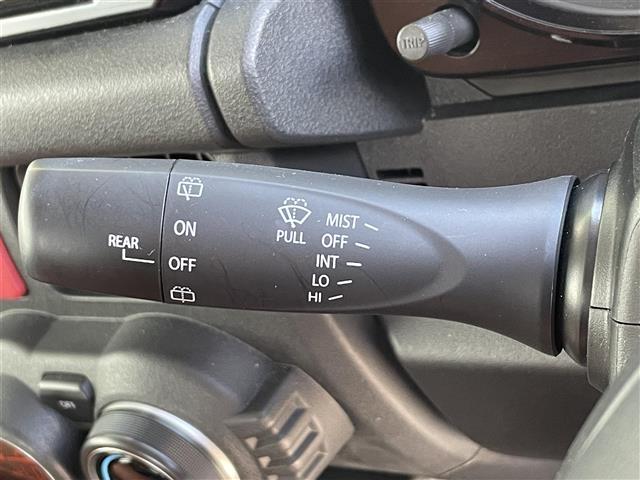 TRIP
MIST
ON
OFF
PULL
REAR
INT
OFF
LO
HI